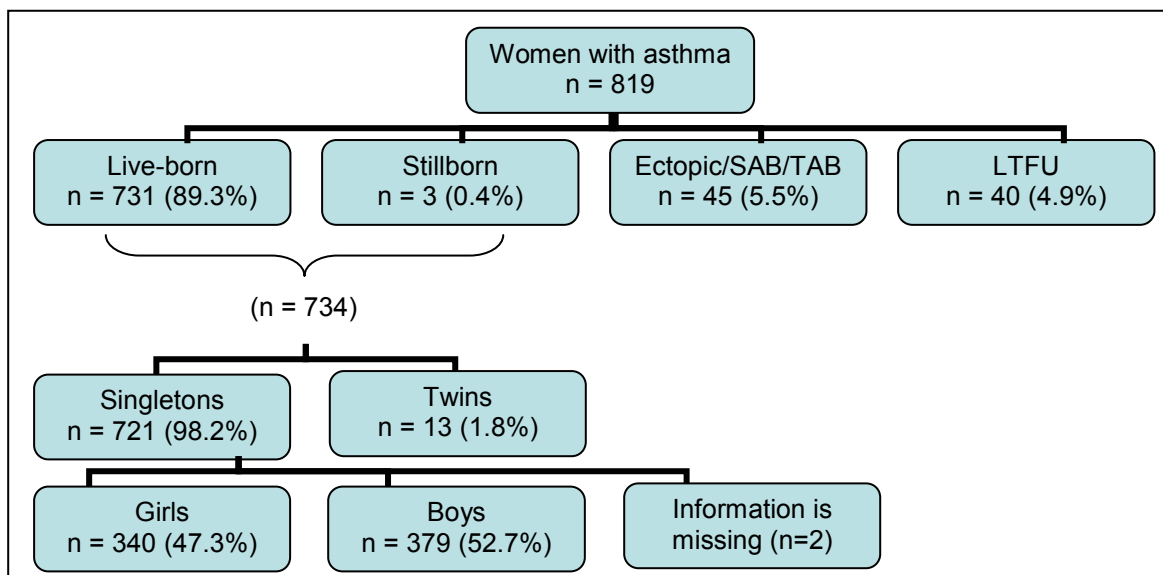 Women with asthma
n = 819
Live-born
n = 731 (89.3%)
Stillborn
n = 3 (0.4%)
Ectopic/SAB/TAB
n = 45 (5.5%)
LTFU
n = 40 (4.9%)
(n = 734)
Singletons
n = 721 (98.2%)
Twins
n = 13 (1.8%)
Girls
n = 340 (47.3%)
Boys
n = 379 (52.7%)
Information is
missing (n=2)